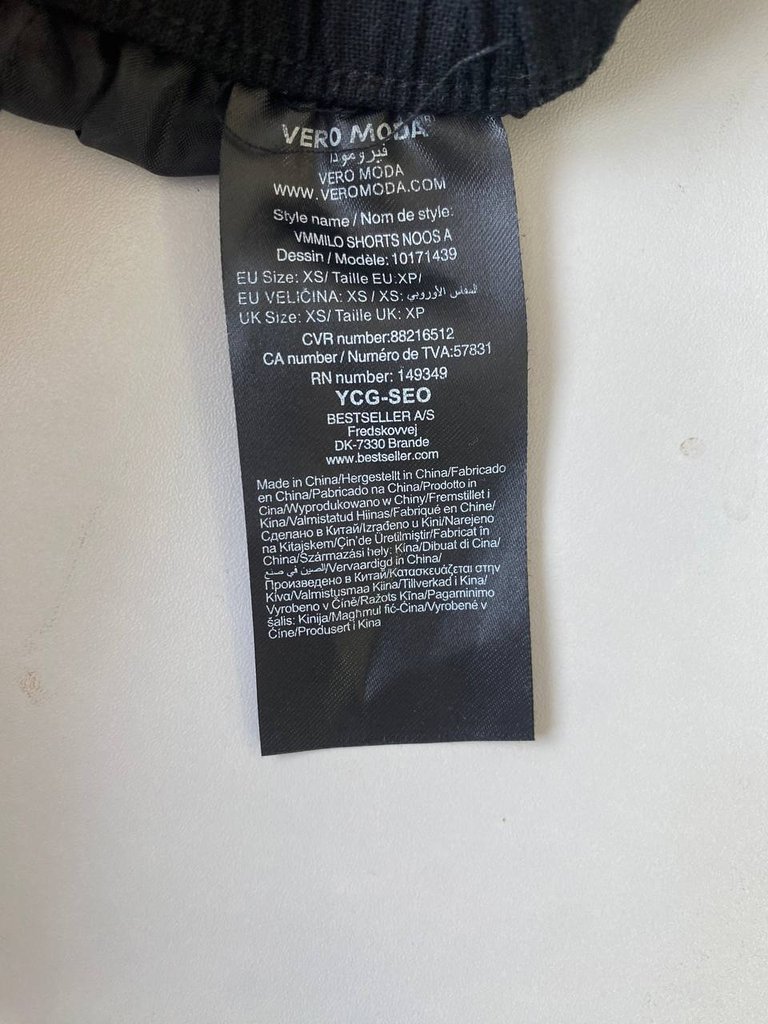 VERO MODA
فيرومودا
VERO MODA
WWW.VEROMODA.COM
Style name / Nom de style:
VMMILO SHORTS NOOS A
Dessin / Modèle: 10171439
EU Size: XS/ Taille EU:XP/
EU VELIČINA: XS / XS: المقاس الأوروبي
UK Size: XS/ Taille UK: XP
CVR number:88216512
CA number / Numéro de TVA:57831
RN number: 149349
YCG-SEO
BESTSELLER A/S
Fredskovvej
DK-7330 Brande
www.bestseller.com
Made in China/Hergestellt in China/Fabricado
en China/Pabricado na China/Prodotto in
Cina/Wyprodukowano w Chiny/Fremstillet i
Kina/Valmistatud Hiinas/Fabriqué en Chine/
Сделано в Китай/Izrađeno u Kini/Narejeno
na Kitajskem/Çin'de Üretilmiştir/Fabricat în
China/Származási hely: Kína/Dibuat di Cina/
الصين في صنع/Vervaardigd in China/
Произведено в Китай/Κατασκευάζεται στην
Κίνα/Valmistusmaa Kiina/Tillverkad i Kina/
Vyrobeno v Čině/Ražots Kīna/Pagarninimo
šalis: Kinija/Magħmul fiċ-Ċina/Vyrobené v
Číne/Produsert i Kina